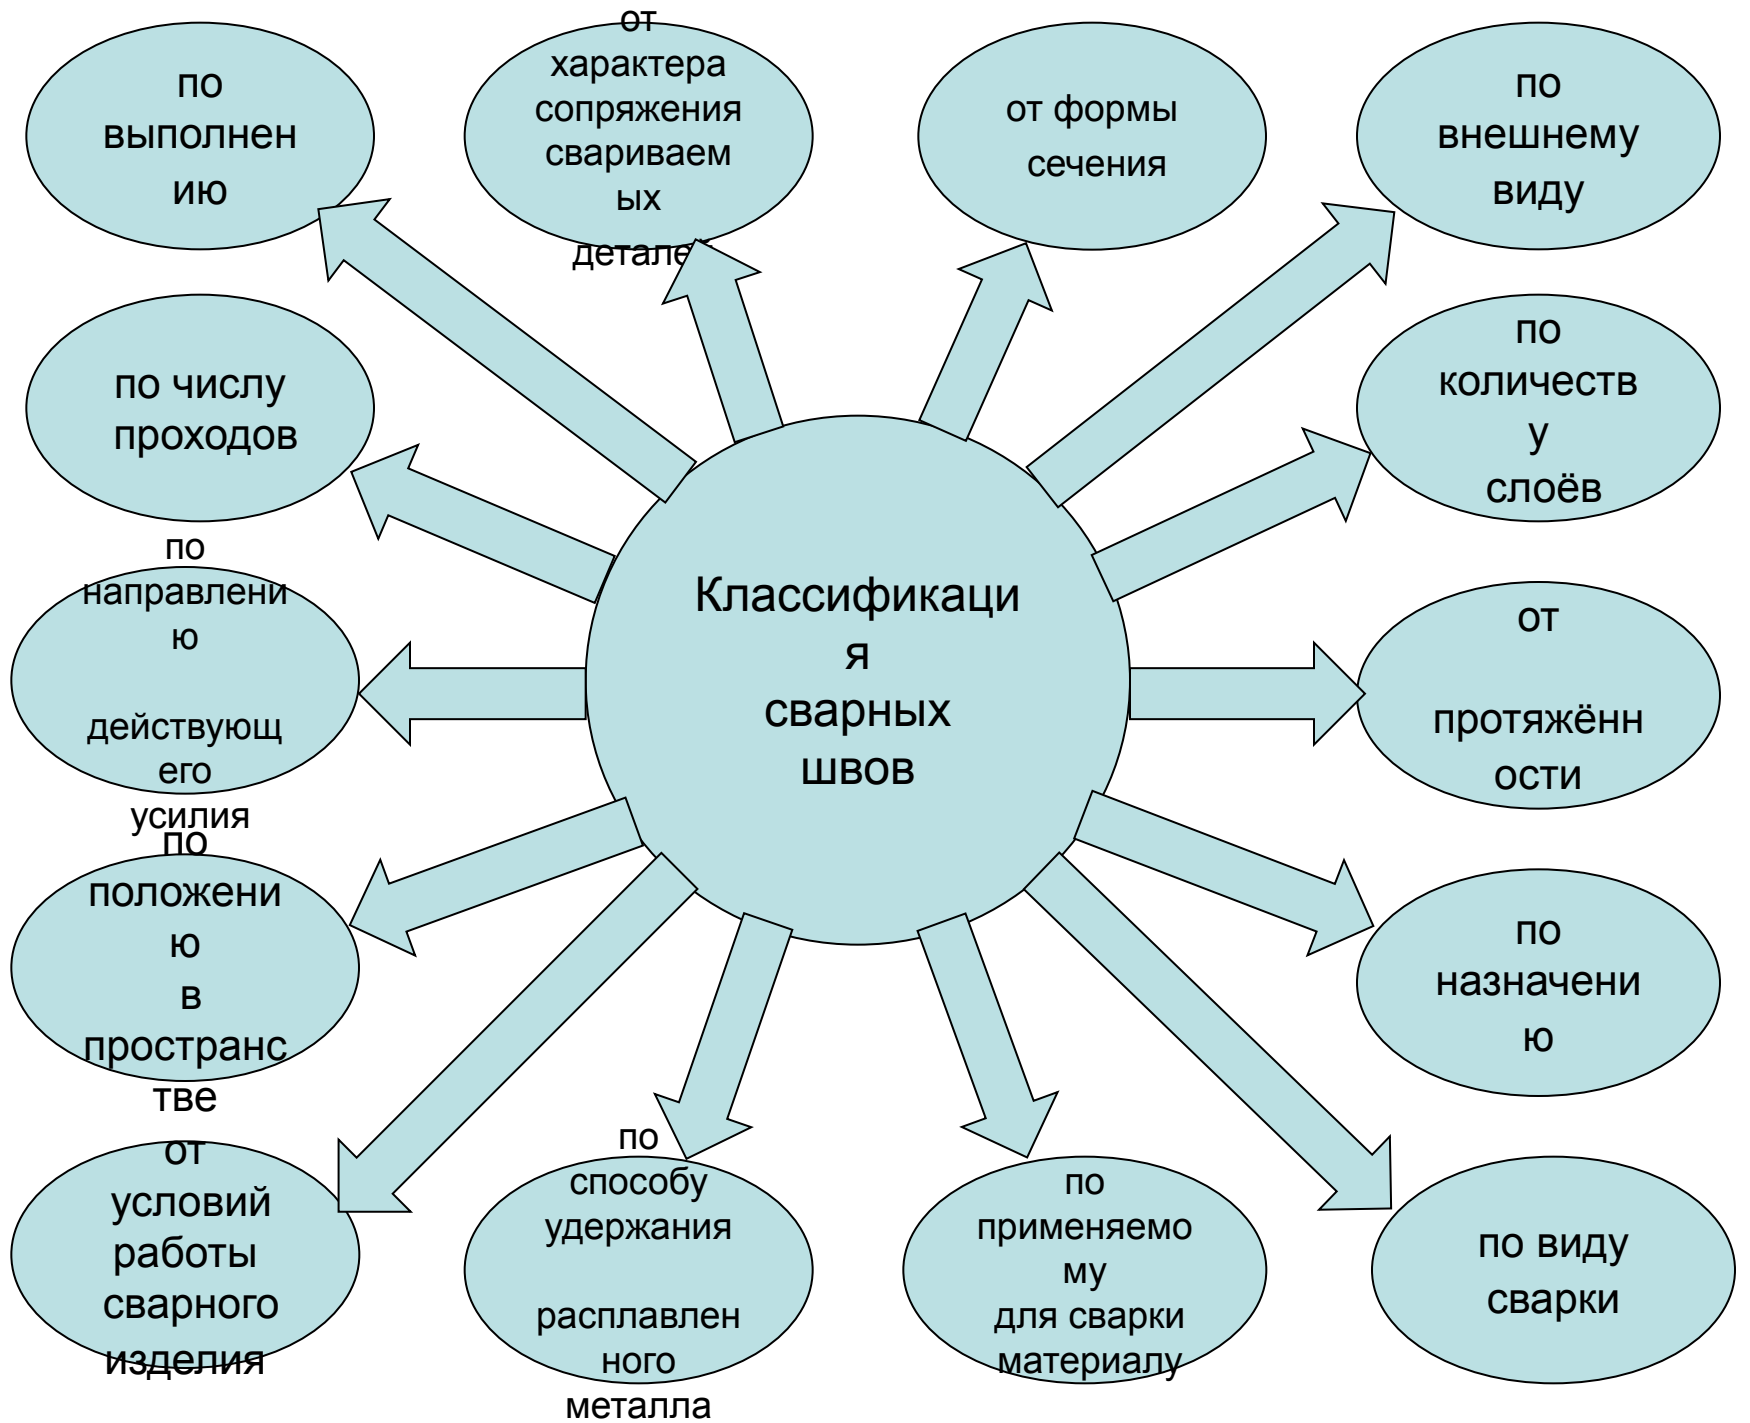 по
выполнен
ию
от
характера
сопряжения
свариваем
ых
деталей
от формы
сечения
по
внешнему
виду
по числу
проходов
по
количеств
у
слоёв
по
направлени
ю
действующ
его
усилия
Классификаци
я
сварных
швов
от
протяжённ
ости
по
положени
ю
в
пространс
тве
по
назначени
ю
от
условий
работы
сварного
изделия
по
способу
удержания
расплавлен
ного
металла
по
применяемо
му
для сварки
материалу
по виду
сварки